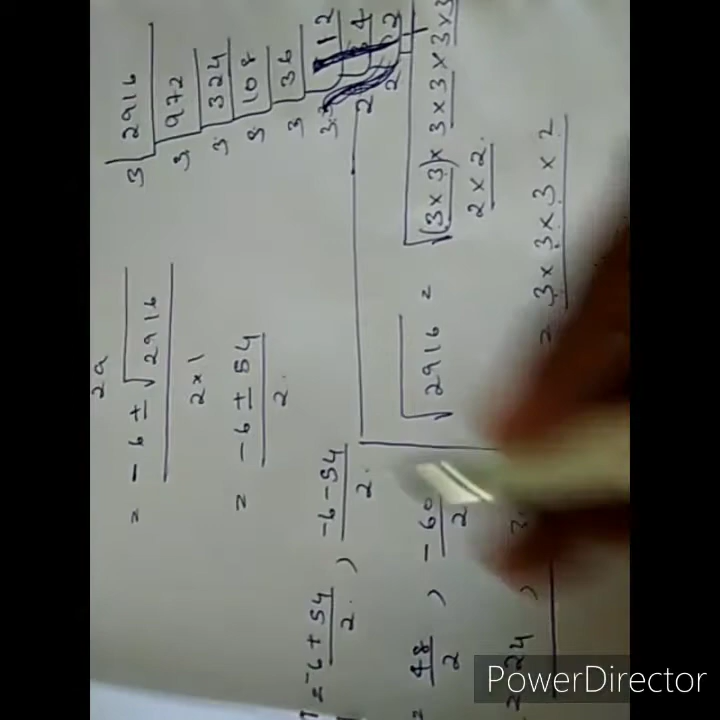 2a
= - 6 ± √2916
2 x 1
= - 6 ± 54
2
= -6 + 54 , -6 - 54
2 2
= 48 , - 60
2 2
24 ,
3 2916
3 972
3 324
3 108
3 36
3 12
2
2
√2916 = √(3 x 3) x 3 x 3 x 3 x 3
2 x 2
= 3 x 3 x 3 x 2
PowerDirector